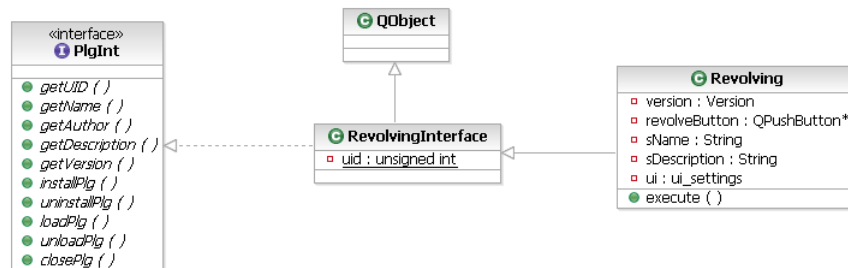 «interface»
PlgInt
getUID ( )
getName ( )
getAuthor ( )
getDescription ( )
getVersion ( )
installPlg ( )
uninstallPlg ( )
loadPlg ( )
unloadPlg ( )
closePlg ( )
QObject
RevolvingInterface
uid : unsigned int
Revolving
version : Version
revolveButton : QPushButton*
sName : String
sDescription : String
ui : ui_settings
execute ( )